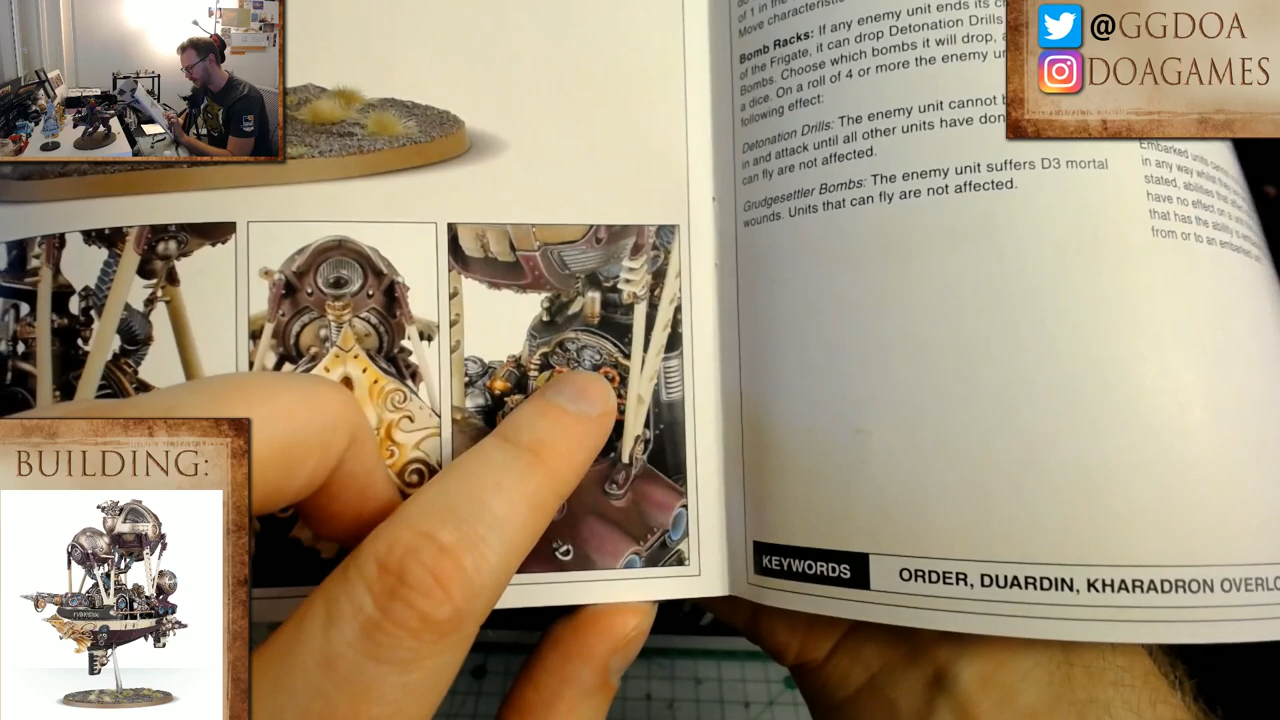 of 1 in the
Move characteristic
Bomb Racks: If any enemy unit ends its
of the Frigate, it can drop Detonation Drills
Bombs. Choose which bombs it will drop,
a dice. On a roll of 4 or more the enemy
following effect:
Detonation Drills: The enemy unit cannot
in and attack until all other units have
can fly are not affected.
Grudgesettler Bombs: The enemy unit suffers D3 mortal
wounds. Units that can fly are not affected.
Embarked units
in any way whilst
stated, abilities that
have no effect on a
that has the ability
from or to an embarked
KEYWORDS
ORDER, DUARDIN, KHARADRON
@GGDOA
DOAGAMES
BUILDING: